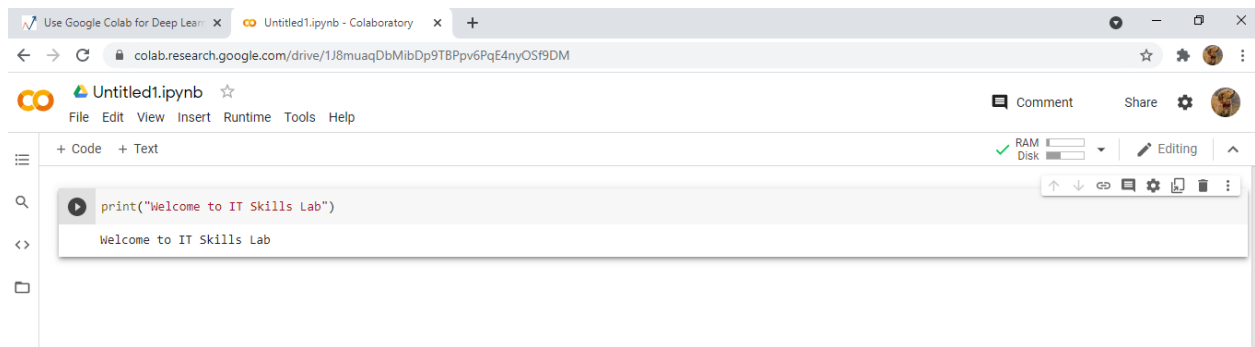 Use Google Colab for Deep Learn
Untitled1.ipynb - Colaboratory
colab.research.google.com/drive/1J8muaqDbMibDp9TBPpv6PqE4nyOSf9DM
Untitled1.ipynb
Comment Share
File Edit View Insert Runtime Tools Help
+ Code + Text
RAM
Disk
Editing
print("Welcome to IT Skills Lab")
Welcome to IT Skills Lab